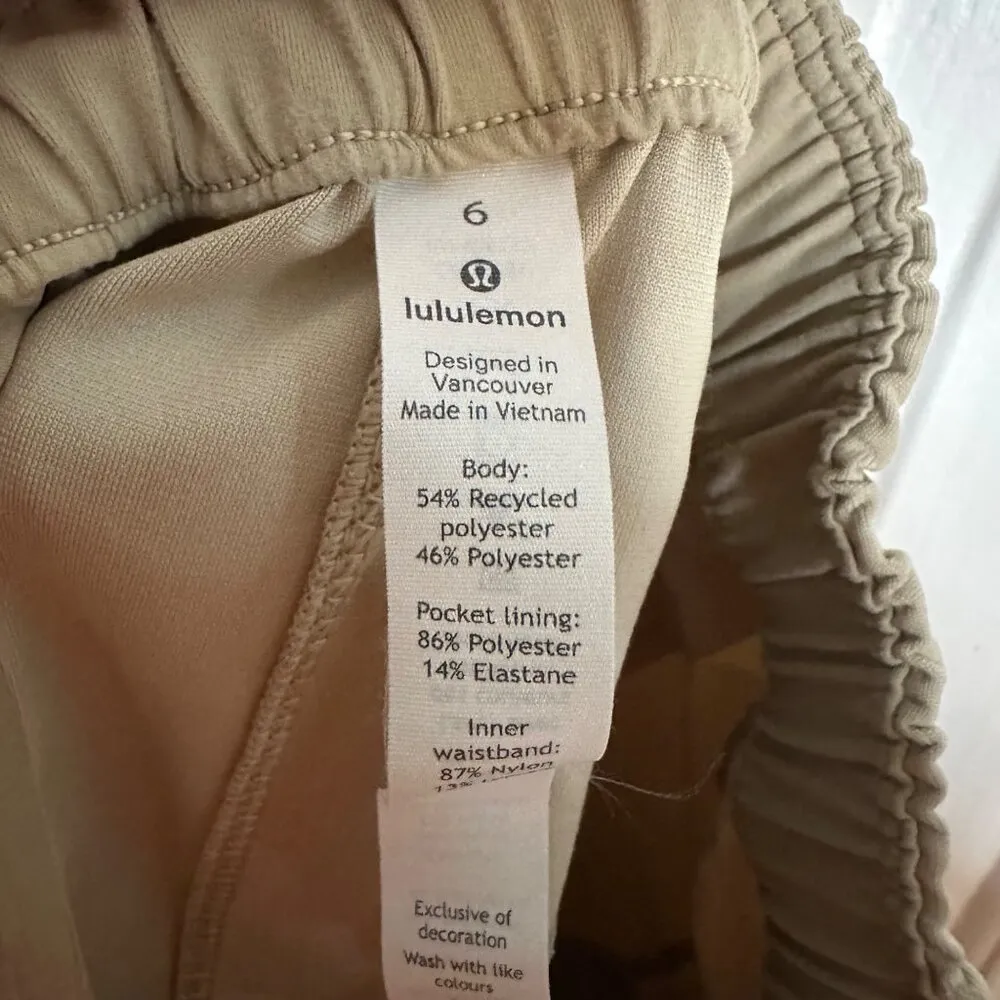 6
lululemon
Designed in
Vancouver
Made in Vietnam
Body:
54% Recycled
polyester
46% Polyester
Pocket lining:
86% Polyester
14% Elastane
Inner
waistband:
87% Nylon
13%
Exclusive of
decoration
Wash with like
colours